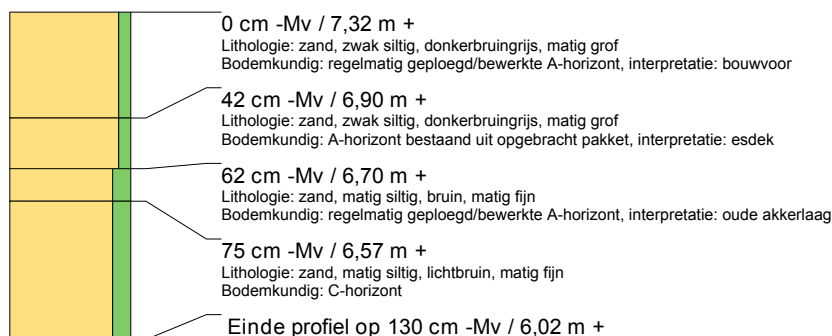 0 cm -Mv / 7,32 m +
Lithologie: zand, zwak siltig, donkerbruingrijs, matig grof
Bodemkundig: regelmatig geploegd/bewerkte A-horizont, interpretatie: bouwvoor
42 cm -Mv / 6,90 m +
Lithologie: zand, zwak siltig, donkerbruingrijs, matig grof
Bodemkundig: A-horizont bestaand uit opgebracht pakket, interpretatie: esdek
62 cm -Mv / 6,70 m +
Lithologie: zand, matig siltig, bruin, matig fijn
Bodemkundig: regelmatig geploegd/bewerkte A-horizont, interpretatie: oude akkerlaag
75 cm -Mv / 6,57 m +
Lithologie: zand, matig siltig, lichtbruin, matig fijn
Bodemkundig: C-horizont
Einde profiel op 130 cm -Mv / 6,02 m +